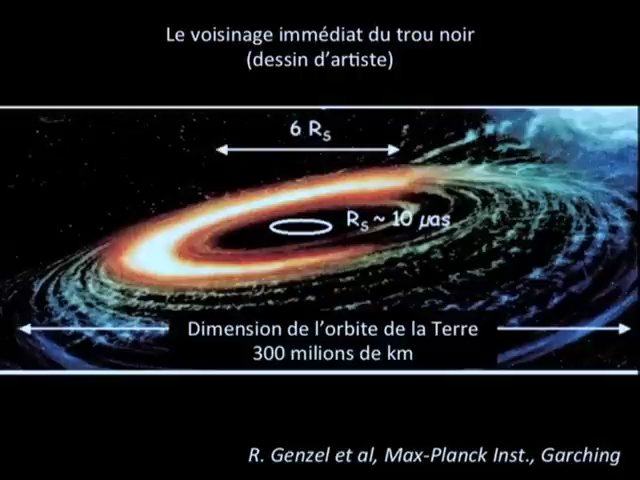 Le voisinage immédiat du trou noir
(dessin d'artiste)
6 Rs
Rs ~ 10 μas
Dimension de l'orbite de la Terre
300 milions de km
R. Genzel et al, Max-Planck Inst., Garching